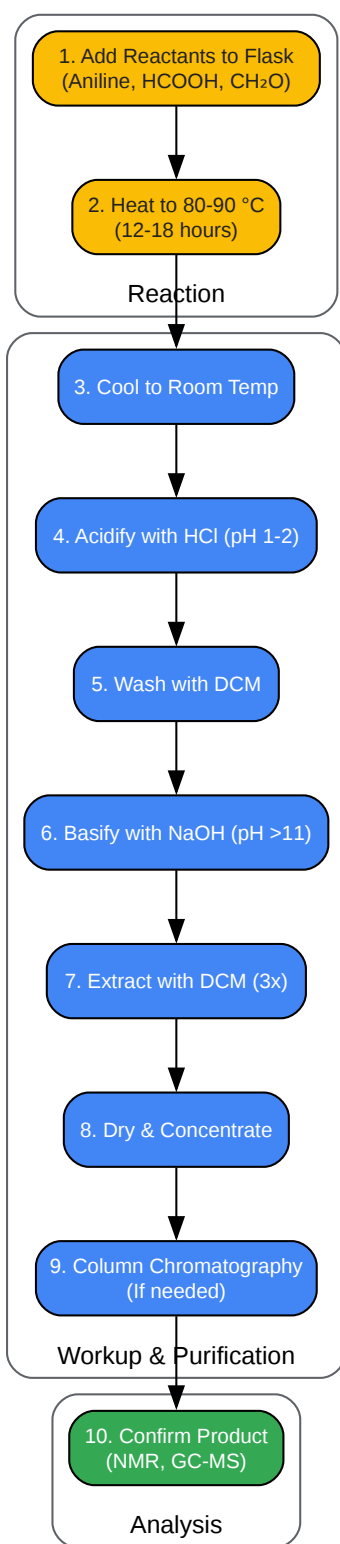 1. Add Reactants to Flask
(Aniline, HCOOH, CH₂O)
2. Heat to 80-90 °C
(12-18 hours)
Reaction
3. Cool to Room Temp
4. Acidify with HCl (pH 1-2)
5. Wash with DCM
6. Basify with NaOH (pH >11)
7. Extract with DCM (3x)
8. Dry & Concentrate
9. Column Chromatography
(If needed)
Workup & Purification
10. Confirm Product
(NMR, GC-MS)
Analysis